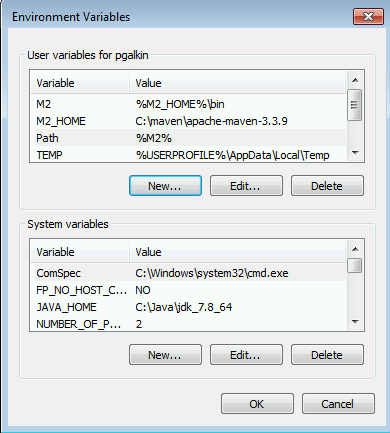 Environment Variables
User variables for pgalkin
Variable Value
M2 %M2_HOME%\bin
M2_HOME C:\maven\apache-maven-3.3.9
Path %M2%
TEMP %USERPROFILE%\AppData\Local\Temp
New... Edit... Delete
System variables
Variable Value
ComSpec C:\Windows\system32\cmd.exe
FP_NO_HOST_C... NO
JAVA_HOME C:\Java\jdk_7.8_64
NUMBER_OF_P... 2
New... Edit... Delete
OK Cancel